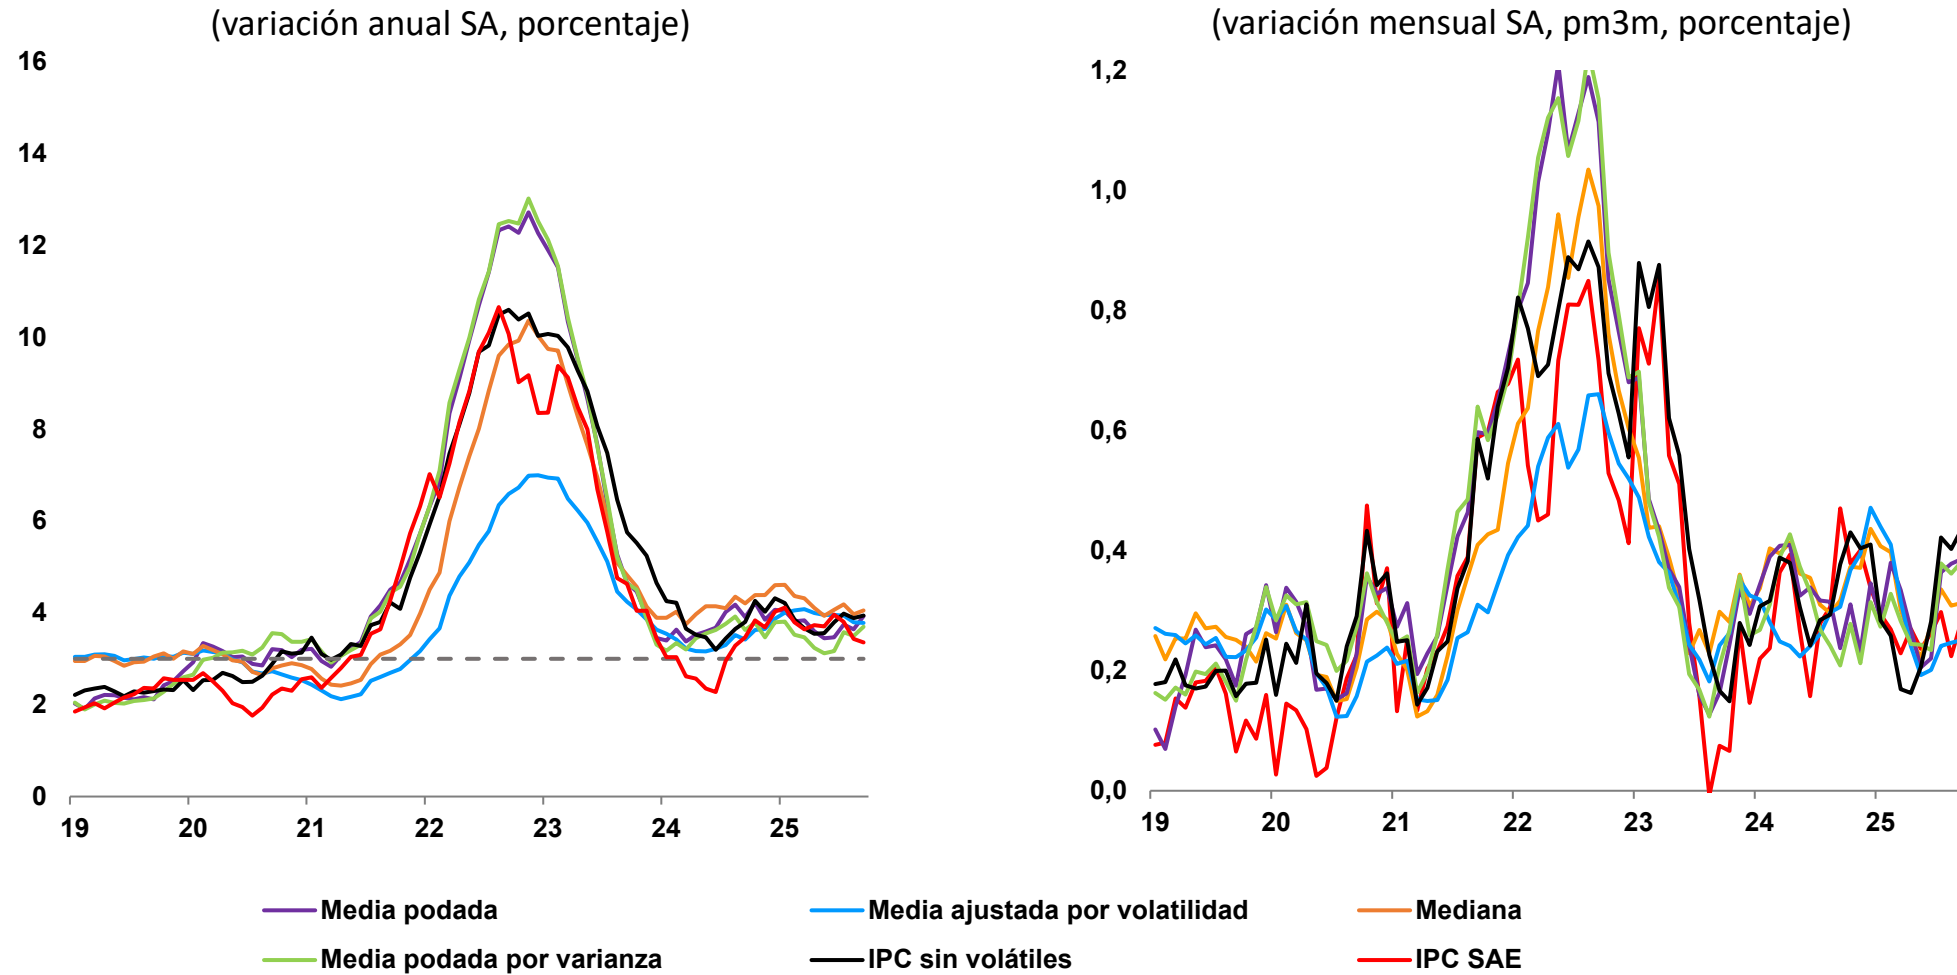 (variación anual SA, porcentaje)
16
14
12
10
8
6
4
2
0
19 20 21 22 23 24 25
(variación mensual SA, pm3m, porcentaje)
1,2
1,0
0,8
0,6
0,4
0,2
0,0
19 20 21 22 23 24 25
Media podada Media ajustada por volatilidad Mediana
Media podada por varianza IPC sin volátiles IPC SAE